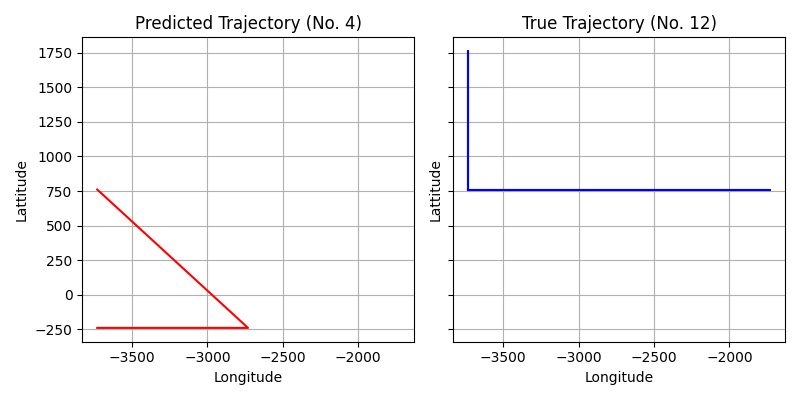 Predicted Trajectory (No. 4)
True Trajectory (No. 12)
1750
1500
1250
1000
750
500
250
0
−250
Lattitude
Lattitude
−3500 −3000 −2500 −2000
−3500 −3000 −2500 −2000
Longitude
Longitude